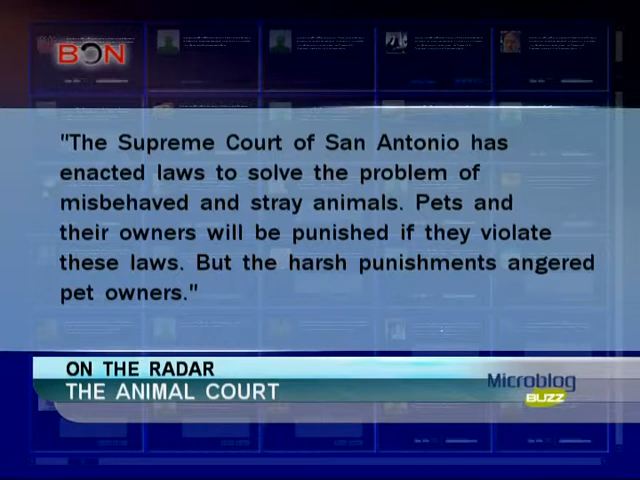 BON
"The Supreme Court of San Antonio has
enacted laws to solve the problem of
misbehaved and stray animals. Pets and
their owners will be punished if they violate
these laws. But the harsh punishments angered
pet owners."
ON THE RADAR
THE ANIMAL COURT
Microblog
BUZZ